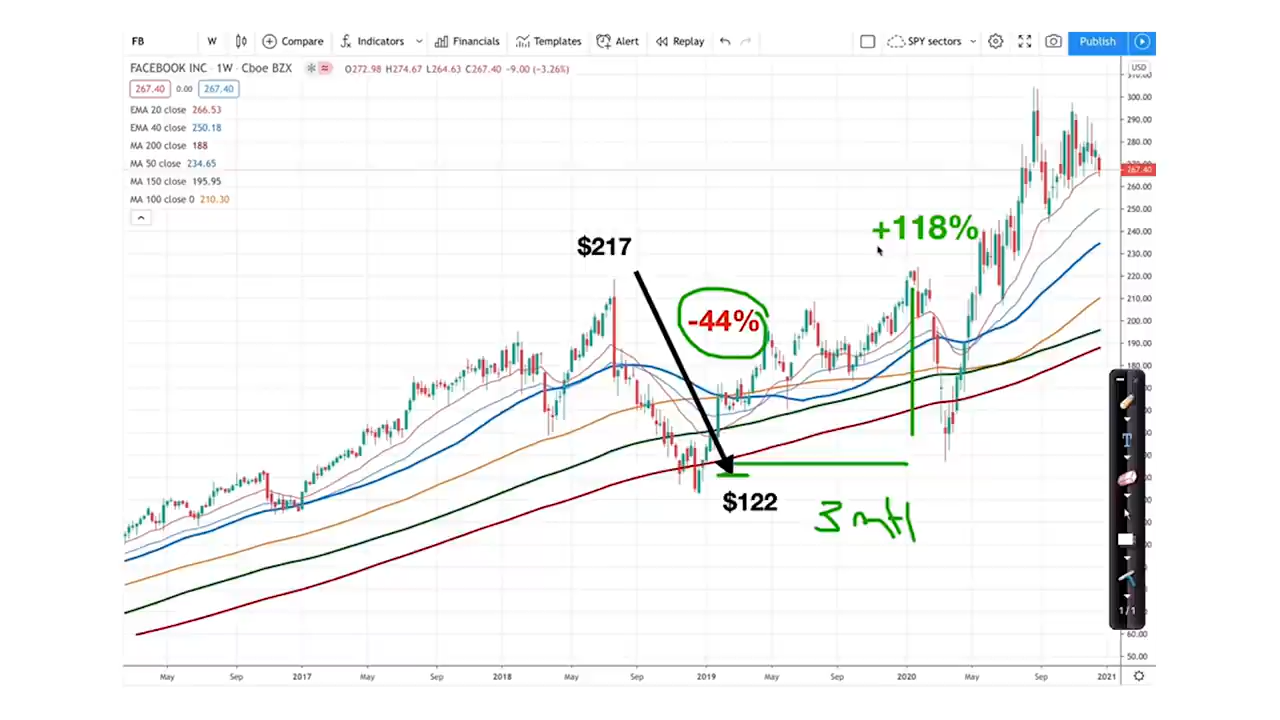 FB W Compare Indicators Financials Templates Alert Replay SPY sectors Publish
FACEBOOK INC · 1W · Cboe BZX O272.98 H274.67 L264.63 C267.40 -9.00 (-3.26%)
USD
267.40 0.00 267.40
EMA 20 close 266.53
EMA 40 close 250.18
MA 200 close 188
MA 50 close 234.65
MA 150 close 195.95
MA 100 close 0 210.30
300.00
290.00
280.00
267.40
260.00
250.00
240.00
230.00
220.00
210.00
200.00
190.00
180.00
60.00
50.00
$217
+118%
-44%
$122
3 mth
T
1/1
May Sep 2017 May Sep 2018 May Sep 2019 May Sep 2020 May Sep 2021